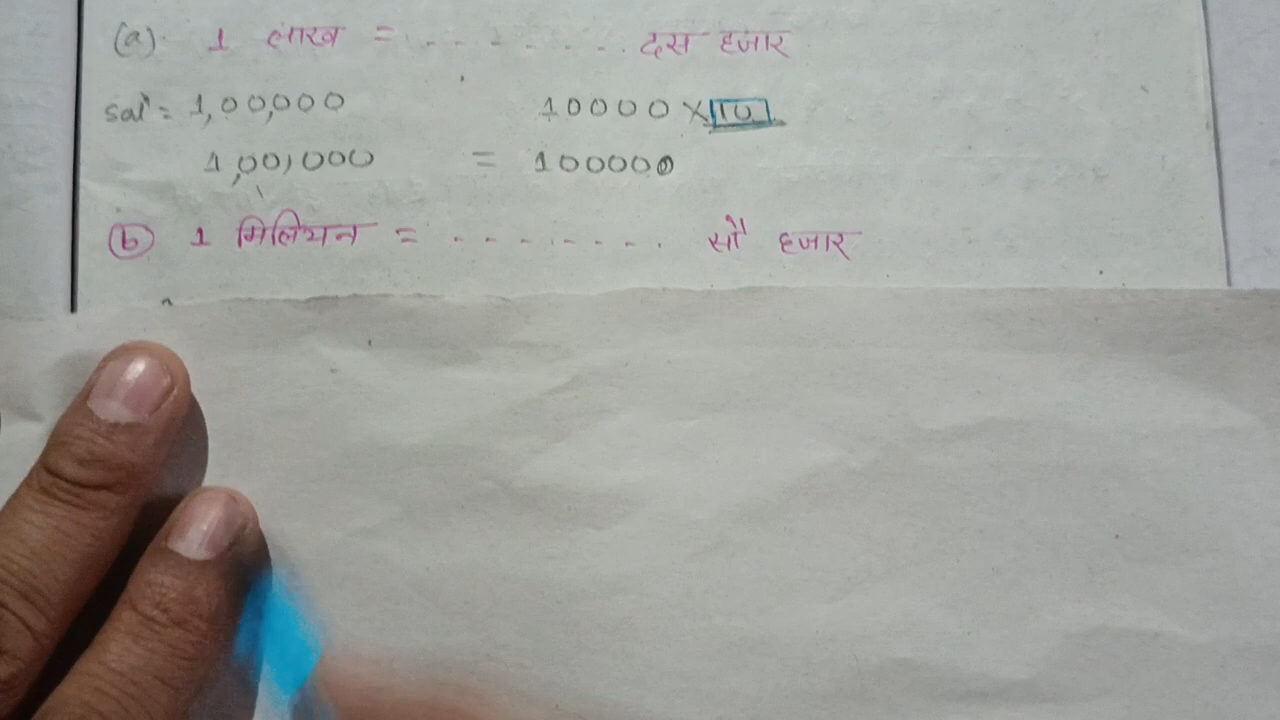 (a). 1 लाख = . - - - - . . . दस हजार
Sol" = 1,00,000 10000 × 10
1,00,000 = 100000
(b) 1 मिलियन = - - - - - - - . सौ हजार